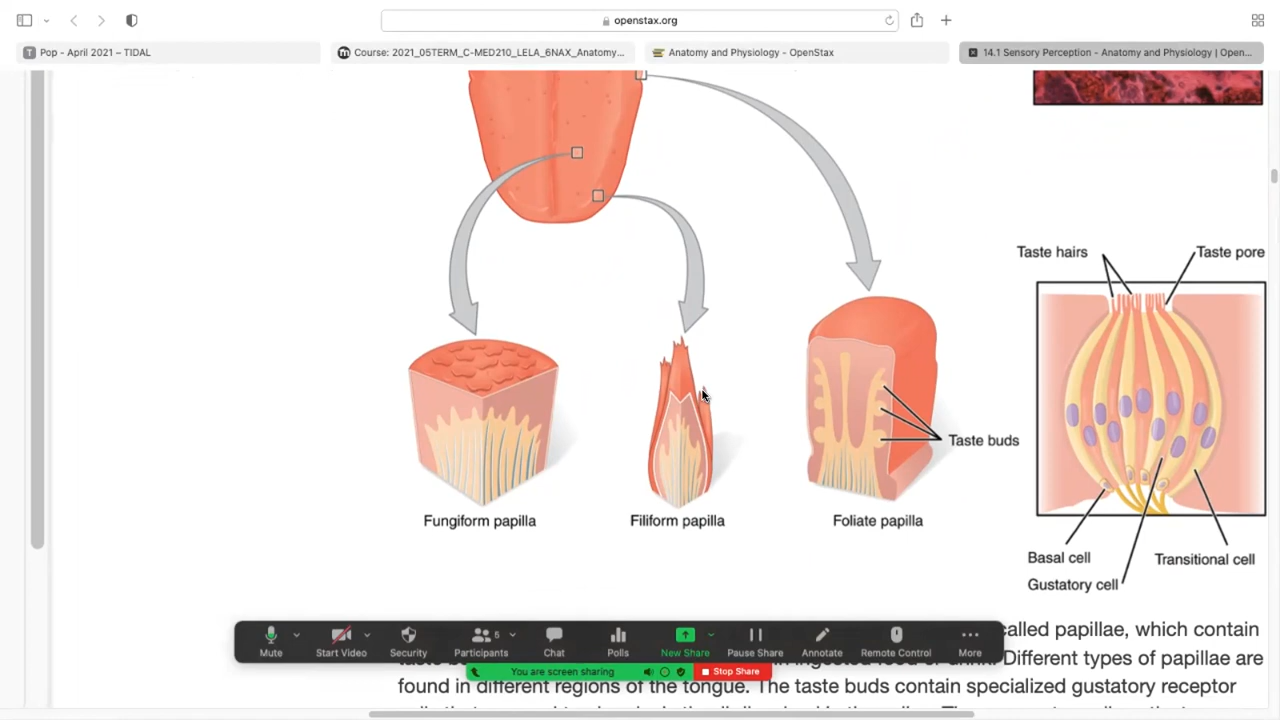 openstax.org
Pop - April 2021 – TIDAL
Course: 2021_05TERM_C-MED210_LELA_6NAX_Anatomy...
Anatomy and Physiology - OpenStax
14.1 Sensory Perception - Anatomy and Physiology | Open...
Taste hairs
Taste pore
Taste buds
Fungiform papilla
Filiform papilla
Foliate papilla
Basal cell
Transitional cell
Gustatory cell
Mute
Start Video
Security
Participants
5
Chat
Polls
New Share
Pause Share
Annotate
Remote Control
More
You are screen sharing
Stop Share
called papillae, which contain
Different types of papillae are
found in different regions of the tongue. The taste buds contain specialized gustatory receptor